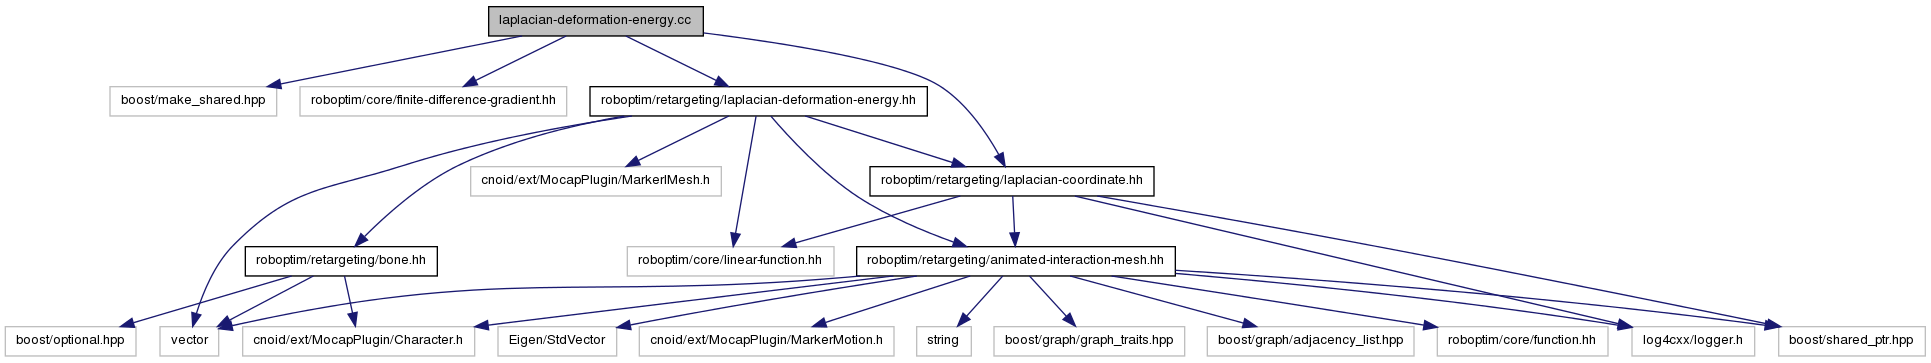 laplacian-deformation-energy.cc
boost/make_shared.hpp
roboptim/core/finite-difference-gradient.hh
roboptim/retargeting/laplacian-deformation-energy.hh
cnoid/ext/MocapPlugin/MarkerIMesh.h
roboptim/retargeting/laplacian-coordinate.hh
roboptim/retargeting/bone.hh
roboptim/core/linear-function.hh
roboptim/retargeting/animated-interaction-mesh.hh
boost/optional.hpp
vector
cnoid/ext/MocapPlugin/Character.h
Eigen/StdVector
cnoid/ext/MocapPlugin/MarkerMotion.h
string
boost/graph/graph_traits.hpp
boost/graph/adjacency_list.hpp
roboptim/core/function.hh
log4cxx/logger.h
boost/shared_ptr.hpp